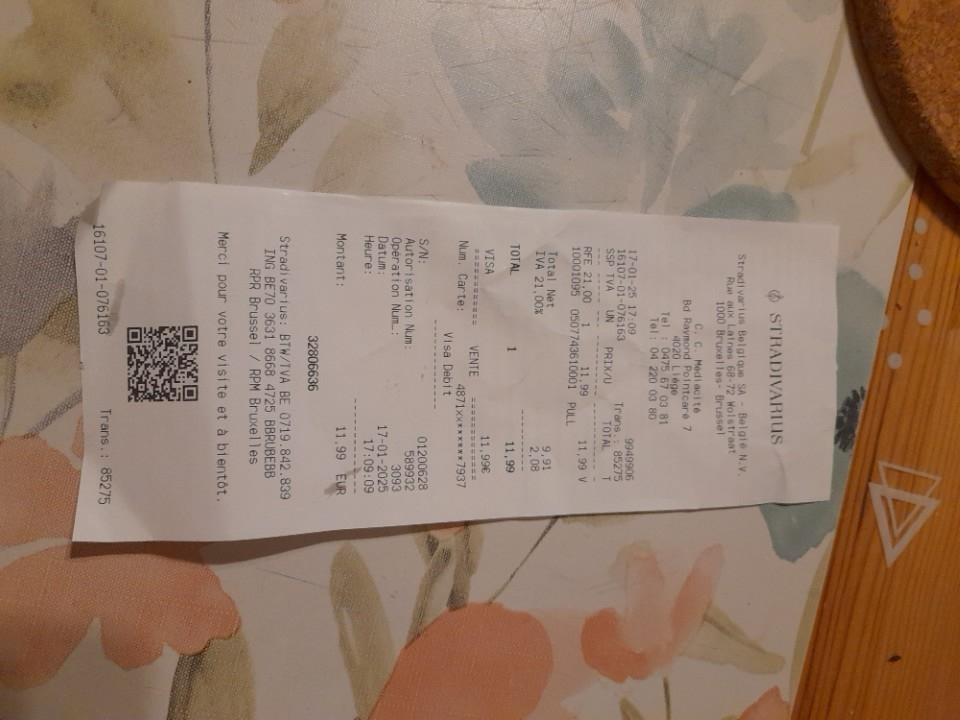 STRADIVARIUS
Stradivarius Belgique SA - België N.V.
Rue aux Laines 68-72 Wolstraat
1000 Bruxelles- Brussel
C. C. Mediacité
Bd Raymond Pointcaré 7
4020 Liège
Tel : 0475 67 03 81
Tel: 04 220 03 80
17-01-25 17:09 9949906
16107-01-076163 Trans.: 85275
SSP TVA UN PRIX/U TOTAL T
RFE 21,00 1 11,99 11,99 V
10001095 05077743610001 PULL
Total Net 9,91
IVA 21.00% 2,08
TOTAL 1 11,99
VISA 11,99€
=========== VENTE ===========
Num. Carte: 4871********7937
Visa Debit
S/N: 01200628
Autorisation Num: 589932
Opération Num.: 3093
Datum: 17-01-2025
Heure: 17:09:09
Montant: 11.99 EUR
32806636
Stradivarius: BTW/TVA BE 0719.842.839
ING BE70 3631 8668 4725 BBRUBEBB
RPR Brussel / RPM Bruxelles
Merci pour votre visite et à bientôt.
16107-01-076163 Trans.: 85275